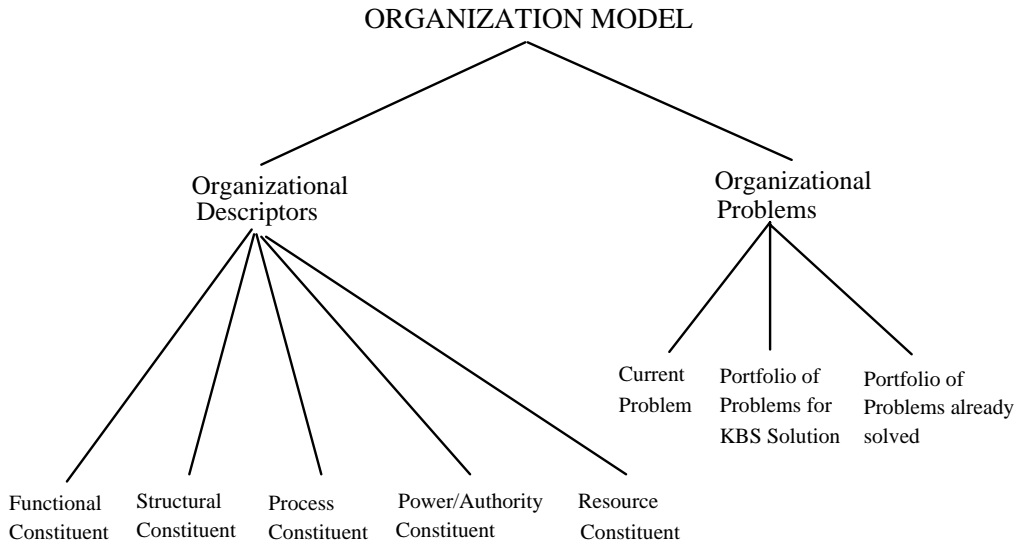 ORGANIZATION MODEL
Organizational
Descriptors
Organizational
Problems
Current
Problem
Portfolio of
Problems for
KBS Solution
Portfolio of
Problems already
solved
Functional
Constituent
Structural
Constituent
Process
Constituent
Power/Authority
Constituent
Resource
Constituent